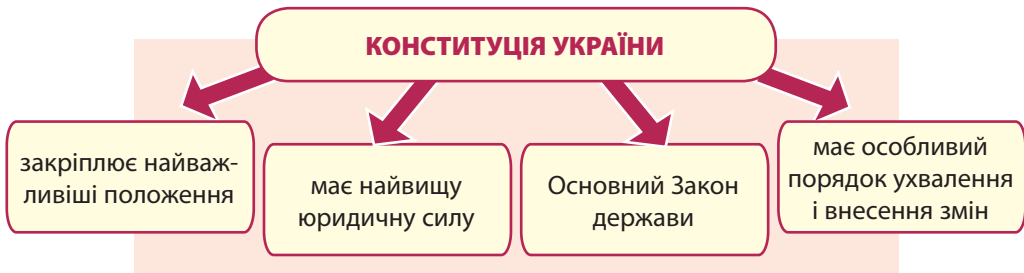 КОНСТИТУЦІЯ УКРАЇНИ
закріплює найваж-
ливіші положення
має найвищу
юридичну силу
Основний Закон
держави
має особливий
порядок ухвалення
і внесення змін